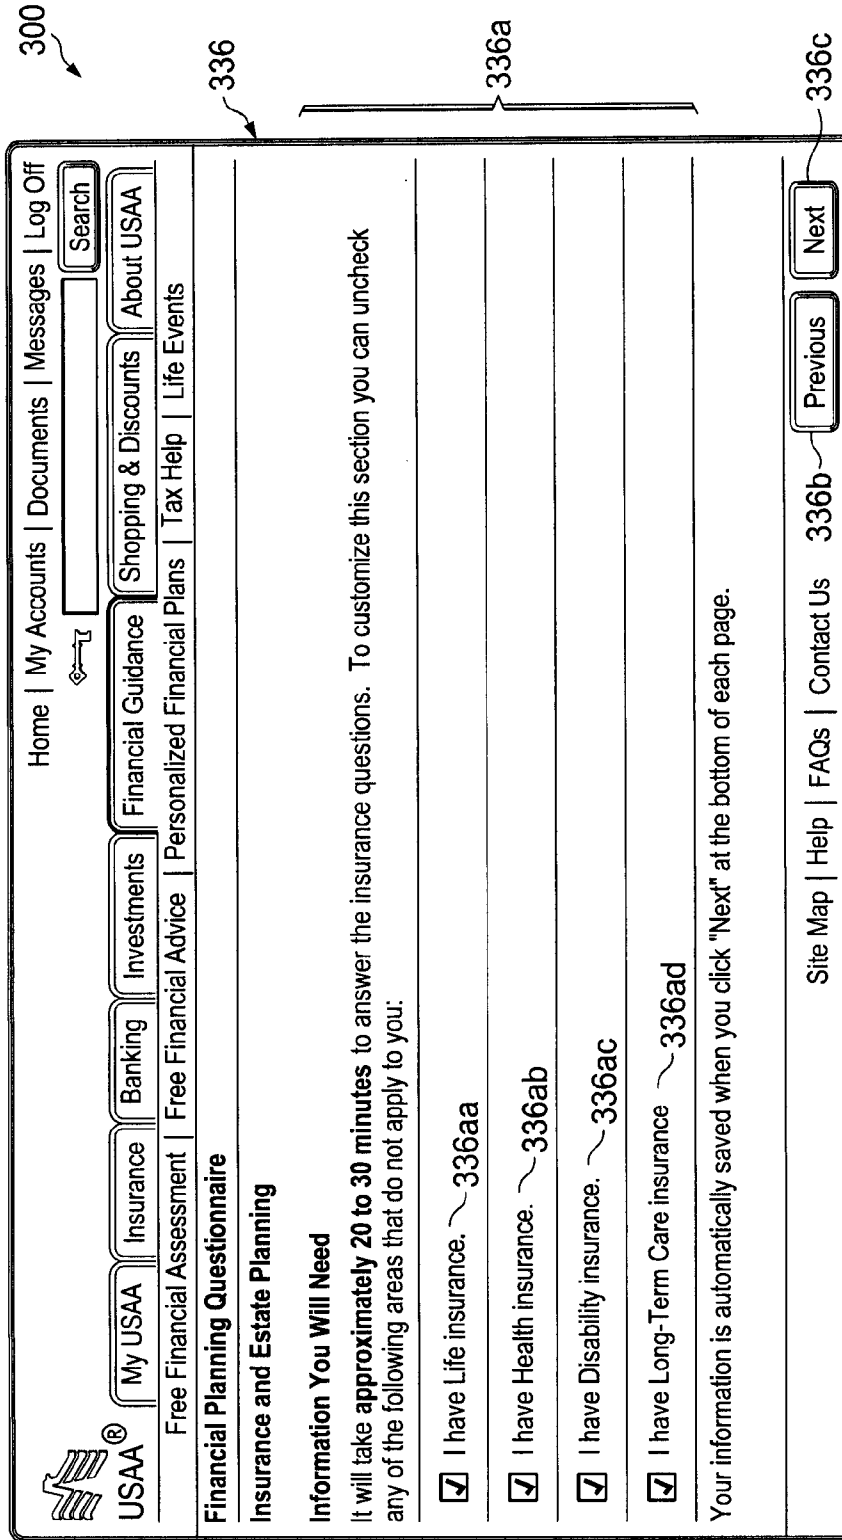 300
Home | My Accounts | Documents | Messages | Log Off
Search
USAA®
My USAA
Insurance
Banking
Investments
Financial Guidance
Shopping & Discounts
About USAA
Free Financial Assessment | Free Financial Advice | Personalized Financial Plans | Tax Help | Life Events
Financial Planning Questionnaire
336
Insurance and Estate Planning
Information You Will Need
It will take approximately 20 to 30 minutes to answer the insurance questions. To customize this section you can uncheck
any of the following areas that do not apply to you:
336a
I have Life insurance. 336aa
I have Health insurance. 336ab
I have Disability insurance. 336ac
I have Long-Term Care insurance 336ad
Your information is automatically saved when you click "Next" at the bottom of each page.
Site Map | Help | FAQs | Contact Us 336b Previous Next 336c